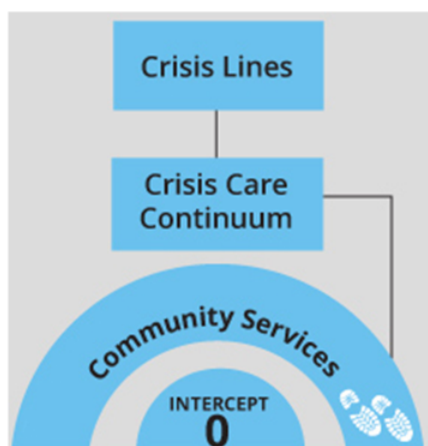 Crisis Lines
Crisis Care
Continuum
Community Services
INTERCEPT
0